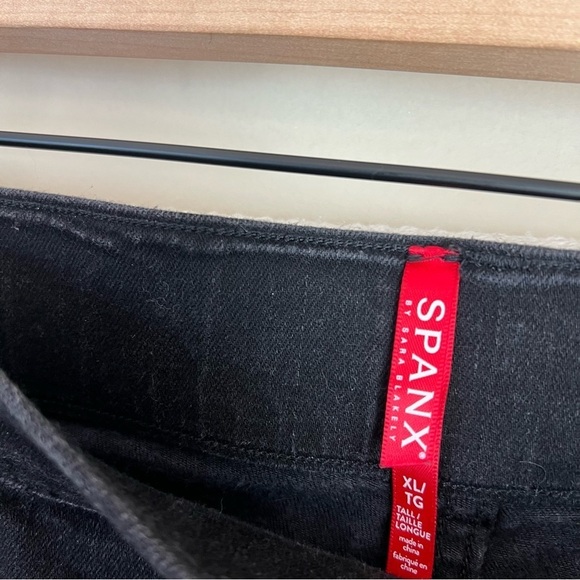 SPANX®
BY SARA BLAKELY
XL/
TG
TALL /
TAILLE
LONGUE
made in
china
fabriqué en
chine